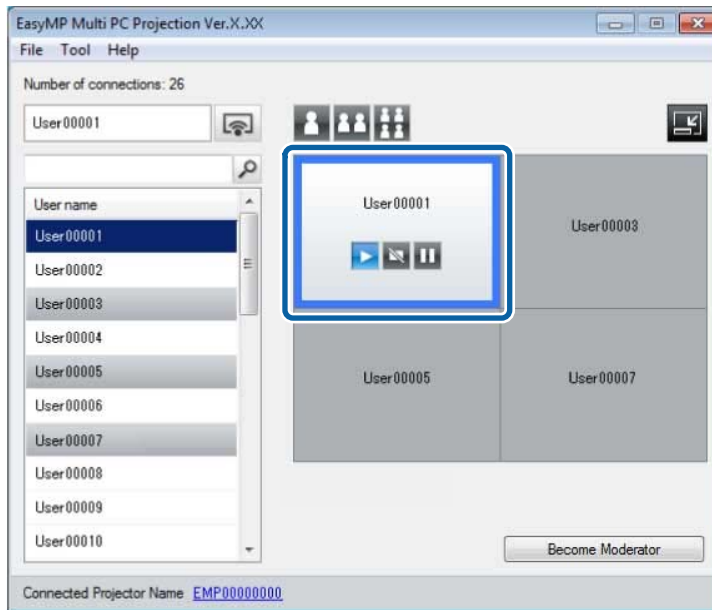 EasyMP Multi PC Projection Ver.X.XX
File Tool Help
Number of connections: 26
User00001
User name
User00001
User00002
User00003
User00004
User00005
User00006
User00007
User00008
User00009
User00010
User00001
User00003
User00005
User00007
Become Moderator
Connected Projector Name EMP00000000